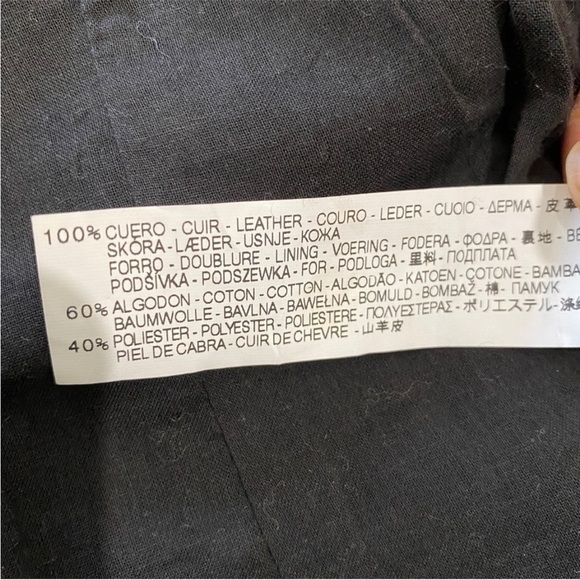 100% CUERO - CUIR - LEATHER - COURO - LEDER - CUOIO - ΔΕΡΜΑ - 皮革
SKÓRA - LÆDER - USNJE - КОЖА
FORRO - DOUBLURE - LINING - VOERING - FODERA - ΦΟΔΡΑ - 裏地 - BE
PODŠÍVKA - PODSZEWKA - FÓR - PODLOGA - 里料 - ПОДПЛАТА
60% ALGODON - COTON - COTTON - ALGODÃO - KATOEN - COTONE - BAMBA
BAUMWOLLE - BAVLNA - BAWEŁNA - BOMULD - BOMBAŽ - 棉 - ПАМУК
40% POLIESTER - POLYESTER - POLIESTERE - ΠΟΛΥΕΣΤΕΡΑΣ - ポリエステル - 涤纶
PIEL DE CABRA - CUIR DE CHEVRE - 山羊皮